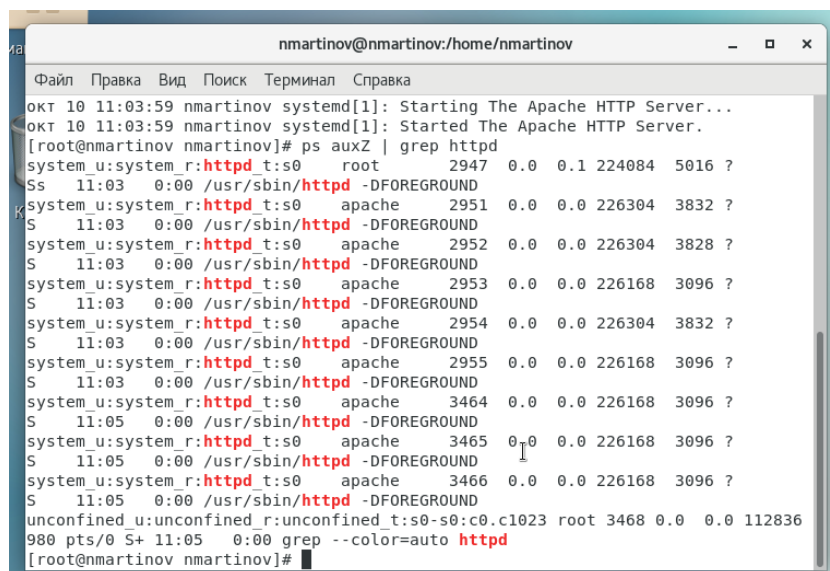 nmartinov@nmartinov:/home/nmartinov
Файл Правка Вид Поиск Терминал Справка
окт 10 11:03:59 nmartinov systemd[1]: Starting The Apache HTTP Server...
окт 10 11:03:59 nmartinov systemd[1]: Started The Apache HTTP Server.
[root@nmartinov nmartinov]# ps auxZ | grep httpd
system_u:system_r:httpd_t:s0 root 2947 0.0 0.1 224084 5016 ?
Ss 11:03 0:00 /usr/sbin/httpd -DFOREGROUND
system_u:system_r:httpd_t:s0 apache 2951 0.0 0.0 226304 3832 ?
S 11:03 0:00 /usr/sbin/httpd -DFOREGROUND
system_u:system_r:httpd_t:s0 apache 2952 0.0 0.0 226304 3828 ?
S 11:03 0:00 /usr/sbin/httpd -DFOREGROUND
system_u:system_r:httpd_t:s0 apache 2953 0.0 0.0 226168 3096 ?
S 11:03 0:00 /usr/sbin/httpd -DFOREGROUND
system_u:system_r:httpd_t:s0 apache 2954 0.0 0.0 226304 3832 ?
S 11:03 0:00 /usr/sbin/httpd -DFOREGROUND
system_u:system_r:httpd_t:s0 apache 2955 0.0 0.0 226168 3096 ?
S 11:03 0:00 /usr/sbin/httpd -DFOREGROUND
system_u:system_r:httpd_t:s0 apache 3464 0.0 0.0 226168 3096 ?
S 11:05 0:00 /usr/sbin/httpd -DFOREGROUND
system_u:system_r:httpd_t:s0 apache 3465 0.0 0.0 226168 3096 ?
S 11:05 0:00 /usr/sbin/httpd -DFOREGROUND
system_u:system_r:httpd_t:s0 apache 3466 0.0 0.0 226168 3096 ?
S 11:05 0:00 /usr/sbin/httpd -DFOREGROUND
unconfined_u:unconfined_r:unconfined_t:s0-s0:c0.c1023 root 3468 0.0 0.0 112836
980 pts/0 S+ 11:05 0:00 grep --color=auto httpd
[root@nmartinov nmartinov]#